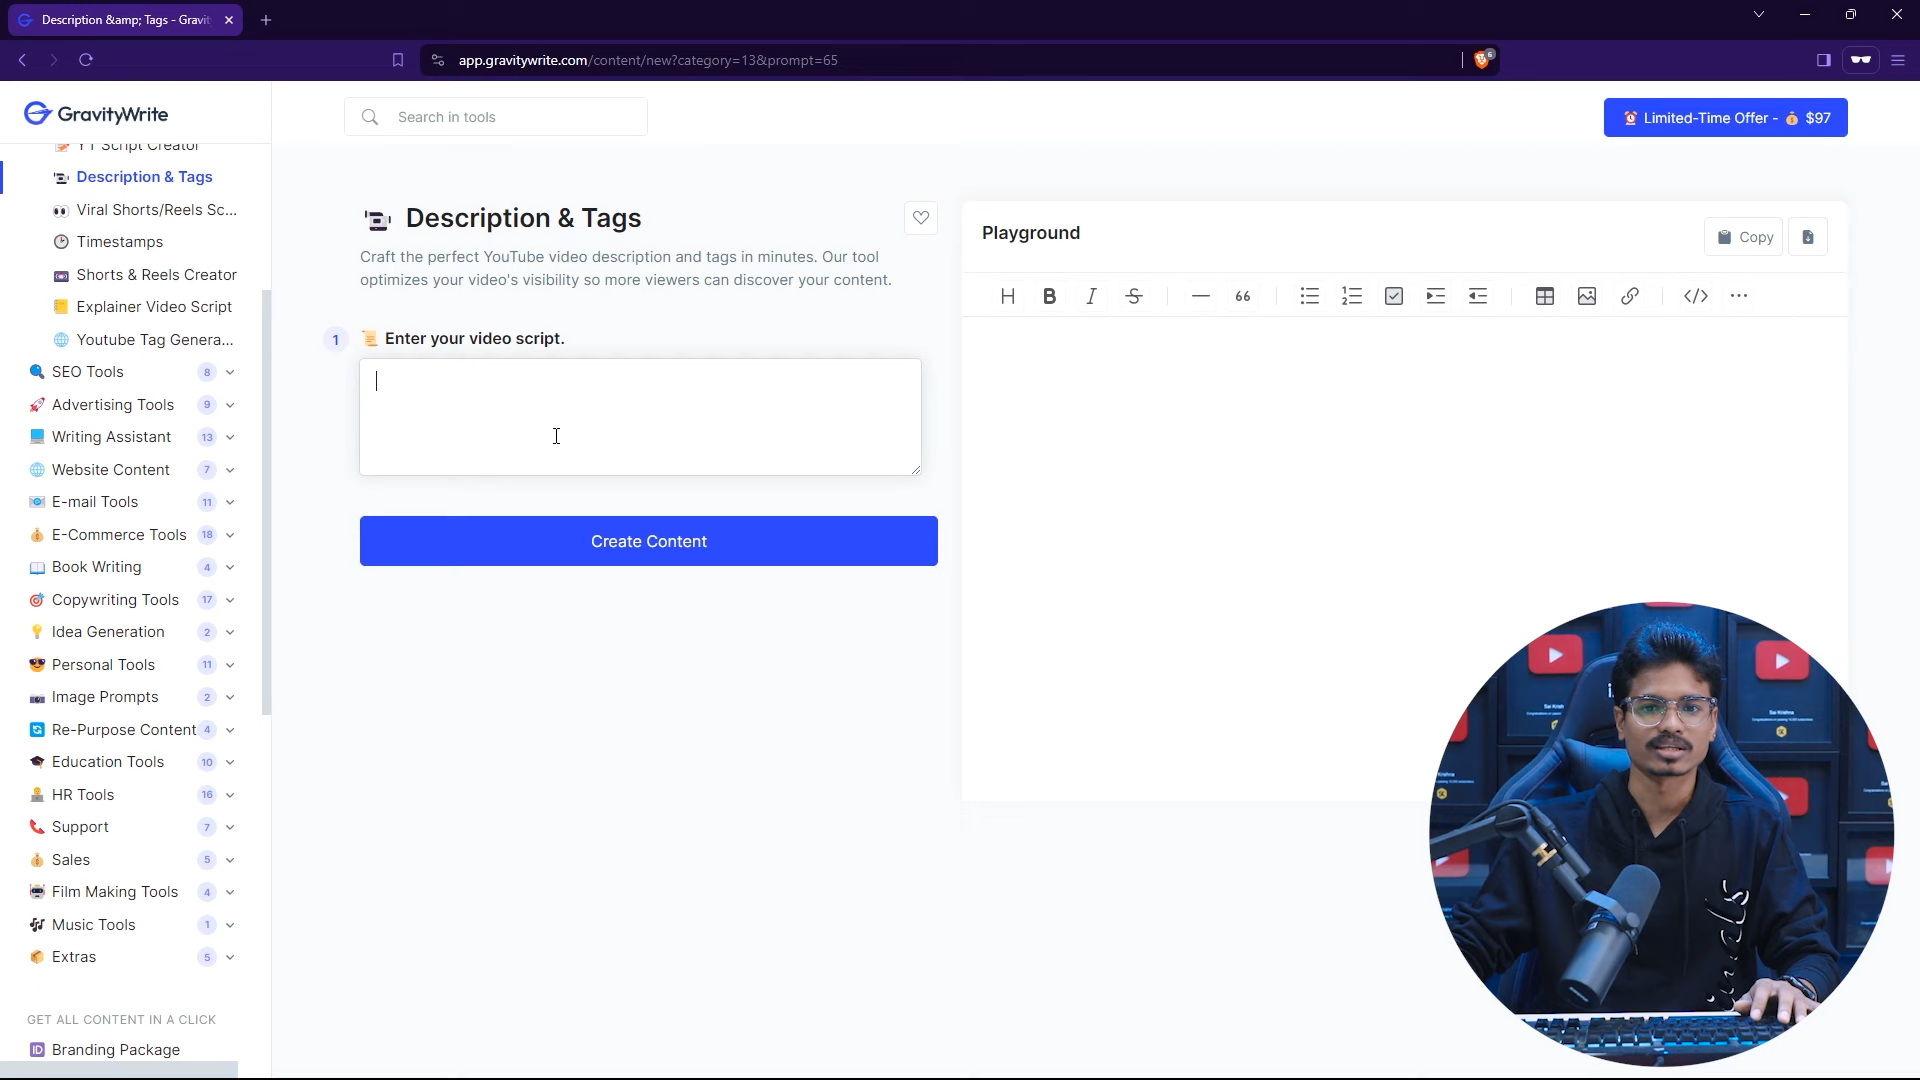 Description &amp; Tags - Gravit
app.gravitywrite.com/content/new?category=13&prompt=65
6
GravityWrite
Search in tools
Limited-Time Offer - 💰 $97
YT Script Creator
Description & Tags
Viral Shorts/Reels Sc...
Timestamps
Shorts & Reels Creator
Explainer Video Script
Youtube Tag Genera...
SEO Tools 8
Advertising Tools 9
Writing Assistant 13
Website Content 7
E-mail Tools 11
E-Commerce Tools 18
Book Writing 4
Copywriting Tools 17
Idea Generation 2
Personal Tools 11
Image Prompts 2
Re-Purpose Content 4
Education Tools 10
HR Tools 16
Support 7
Sales 5
Film Making Tools 4
Music Tools 1
Extras 5
GET ALL CONTENT IN A CLICK
Branding Package
Description & Tags
Craft the perfect YouTube video description and tags in minutes. Our tool
optimizes your video's visibility so more viewers can discover your content.
1 Enter your video script.
Create Content
Playground
Copy
Sai Krishna